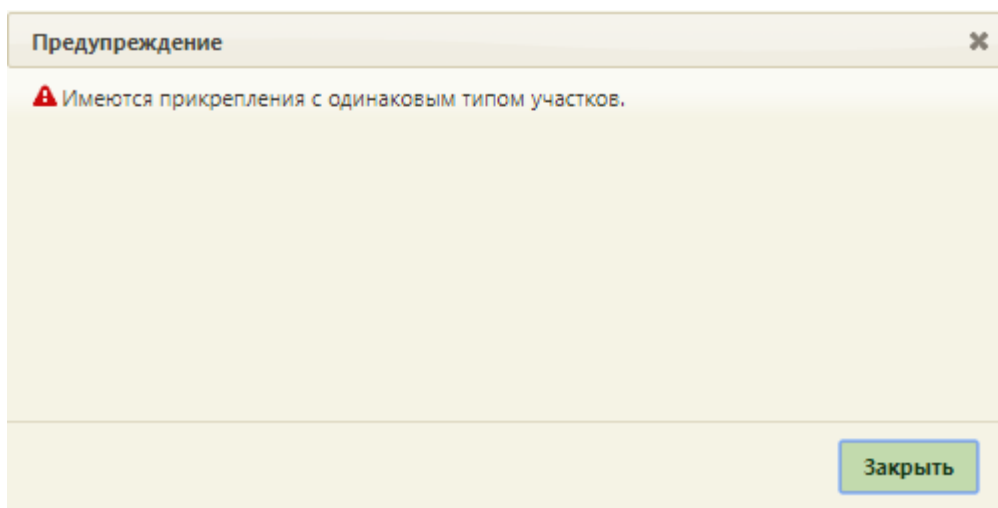 Предупреждение
Имеются прикрепления с одинаковым типом участков.
Закрыть